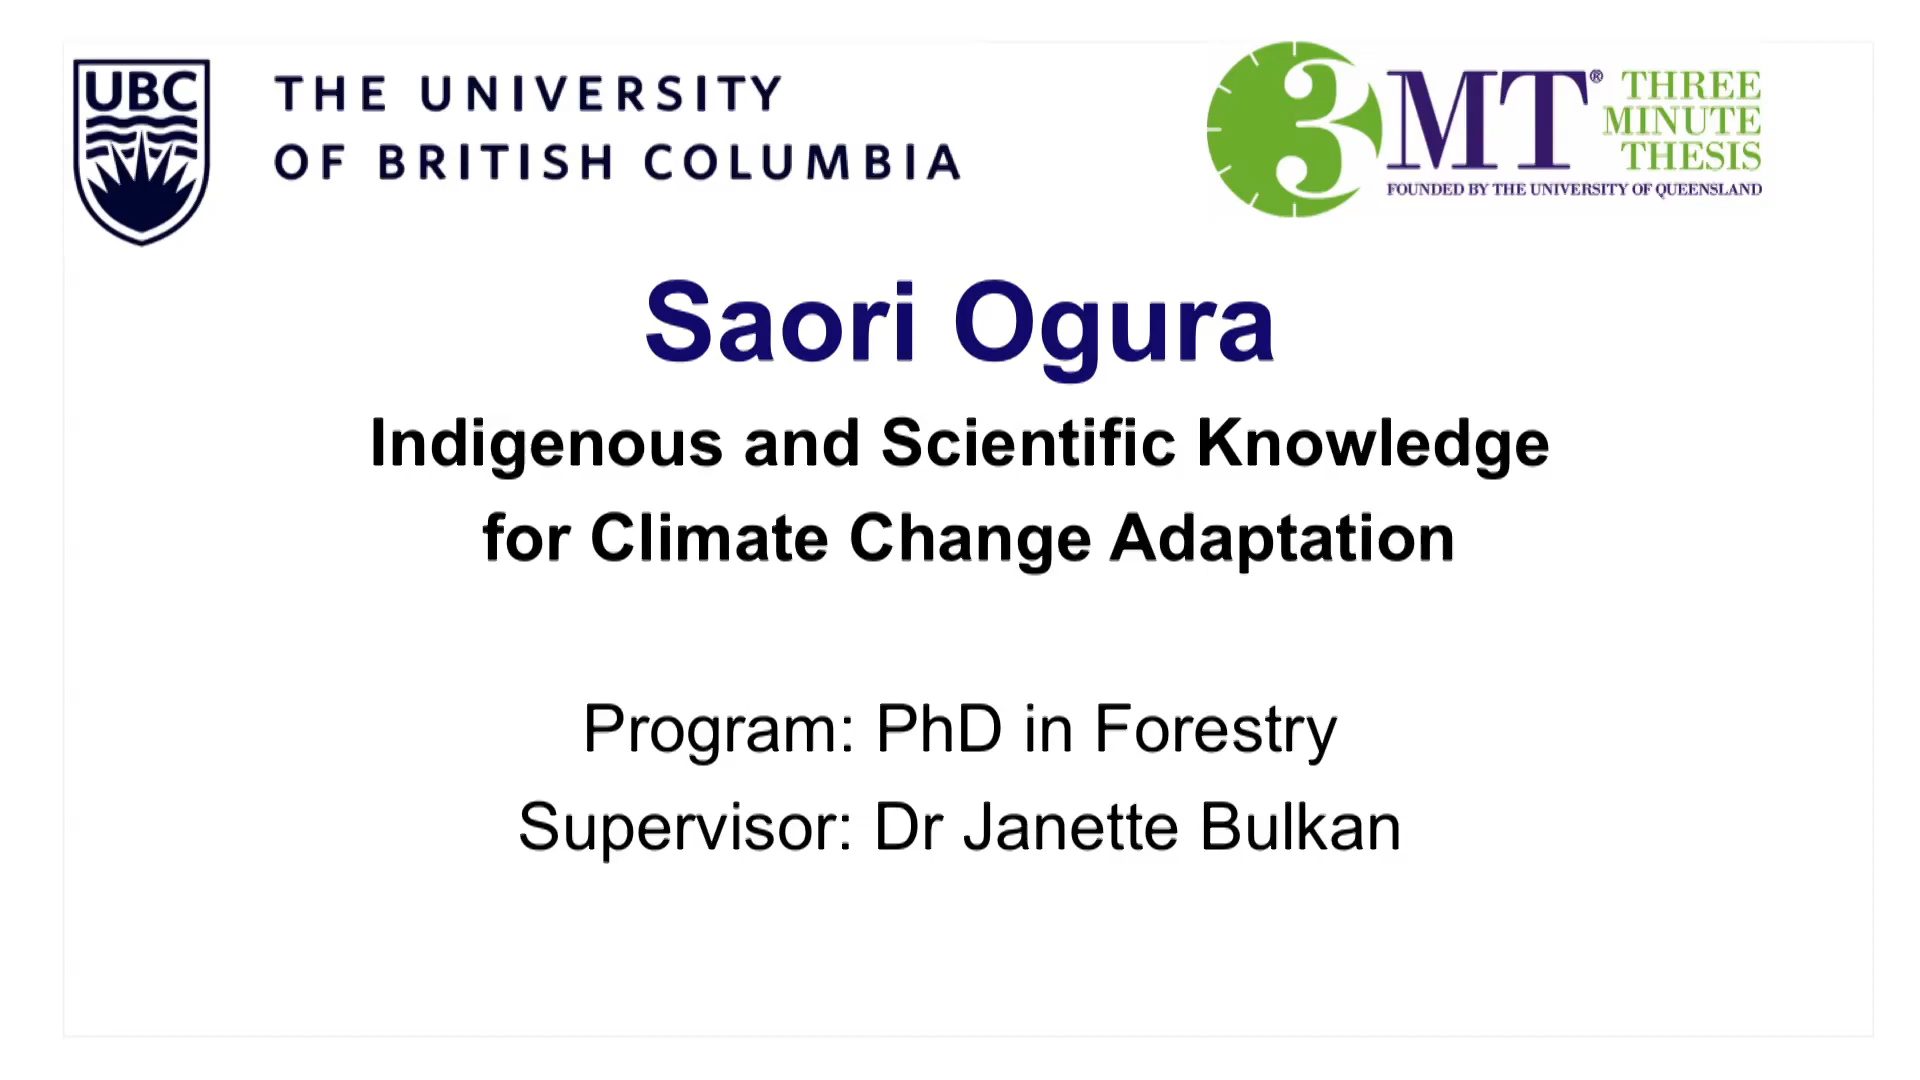 UBC
THE UNIVERSITY
OF BRITISH COLUMBIA
3MT® THREE
MINUTE
THESIS
FOUNDED BY THE UNIVERSITY OF QUEENSLAND
Saori Ogura
Indigenous and Scientific Knowledge
for Climate Change Adaptation
Program: PhD in Forestry
Supervisor: Dr Janette Bulkan